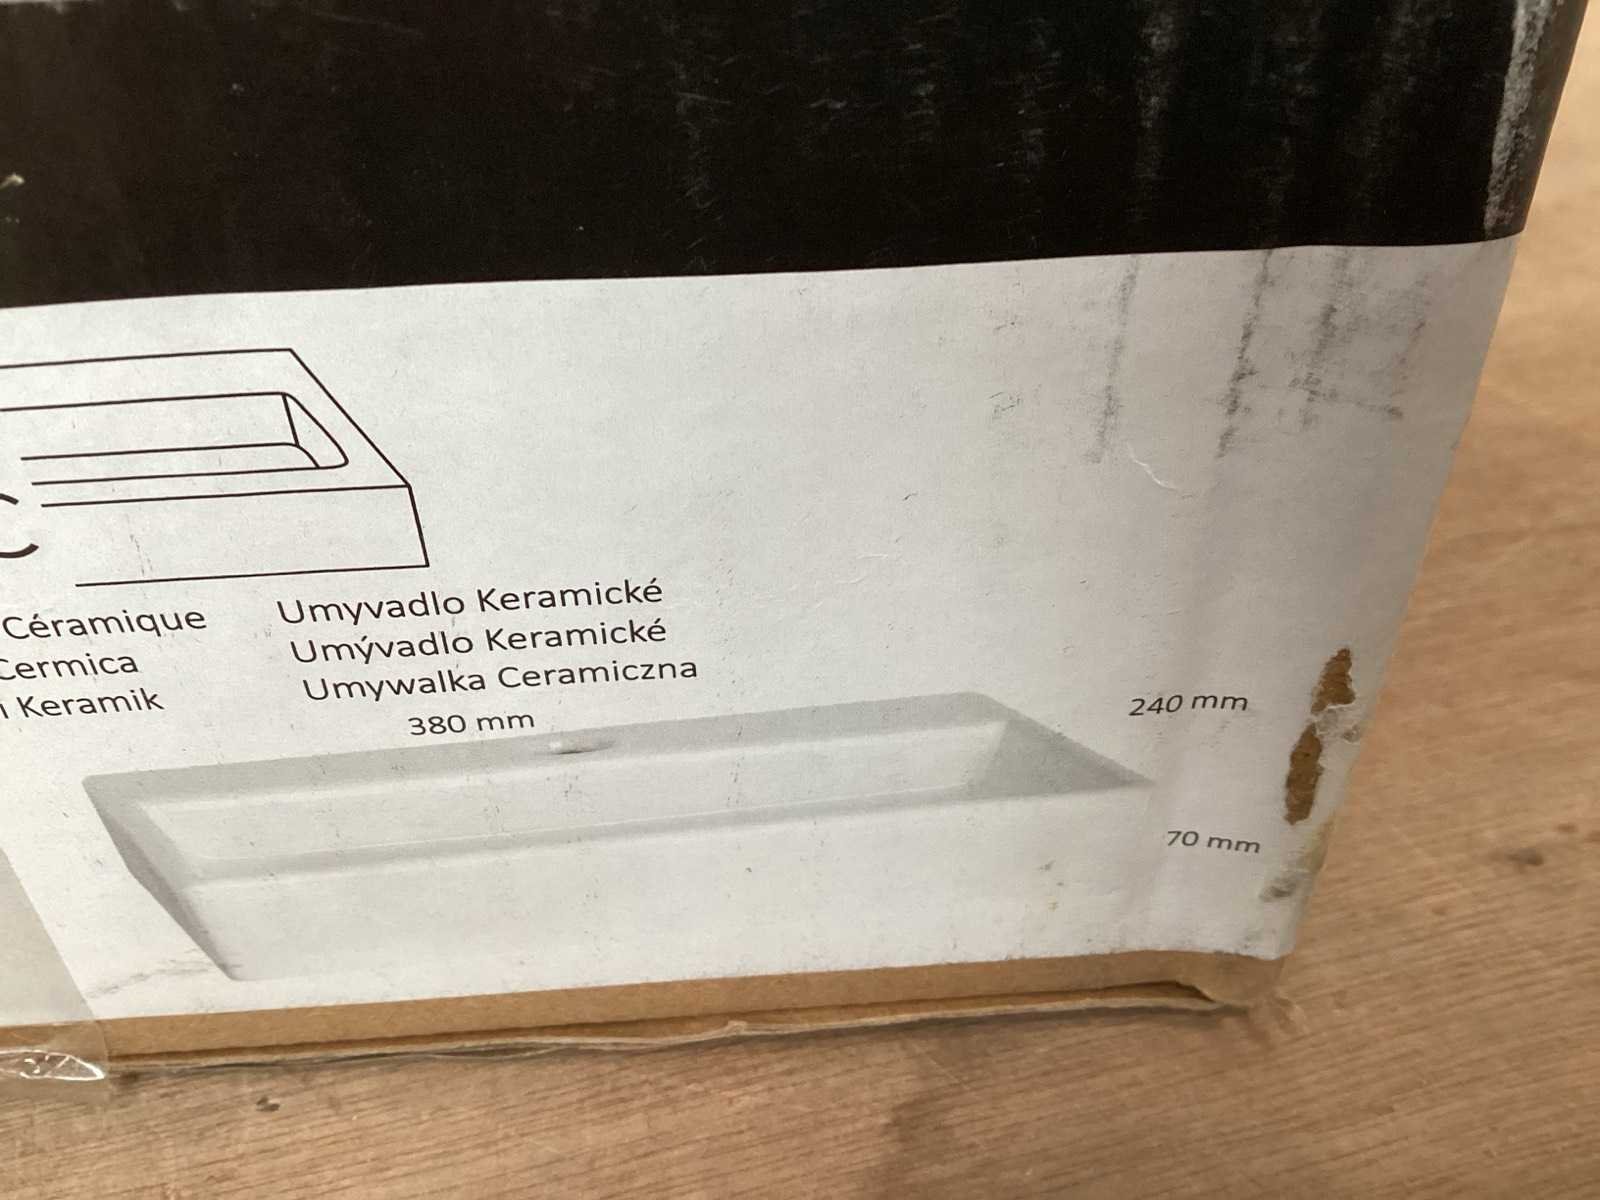 Céramique
Cermica
i Keramik
Umyvadlo Keramické
Umývadlo Keramické
Umywalka Ceramiczna
380 mm
240 mm
70 mm